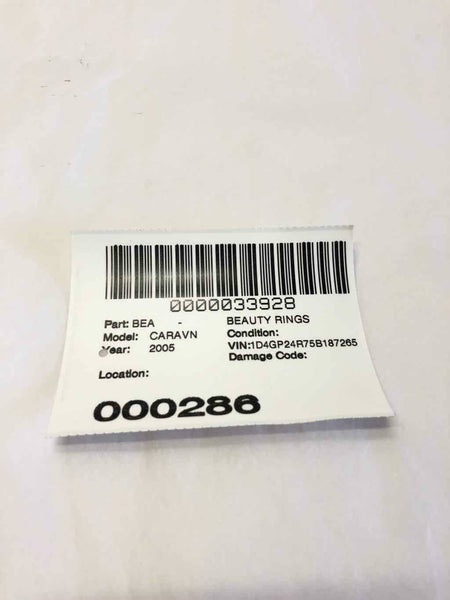 0000033928
Part: BEA - BEAUTY RINGS
Model: CARAVN Condition:
Year: 2005 VIN:1D4GP24R75B187265
Damage Code:
Location:
000286